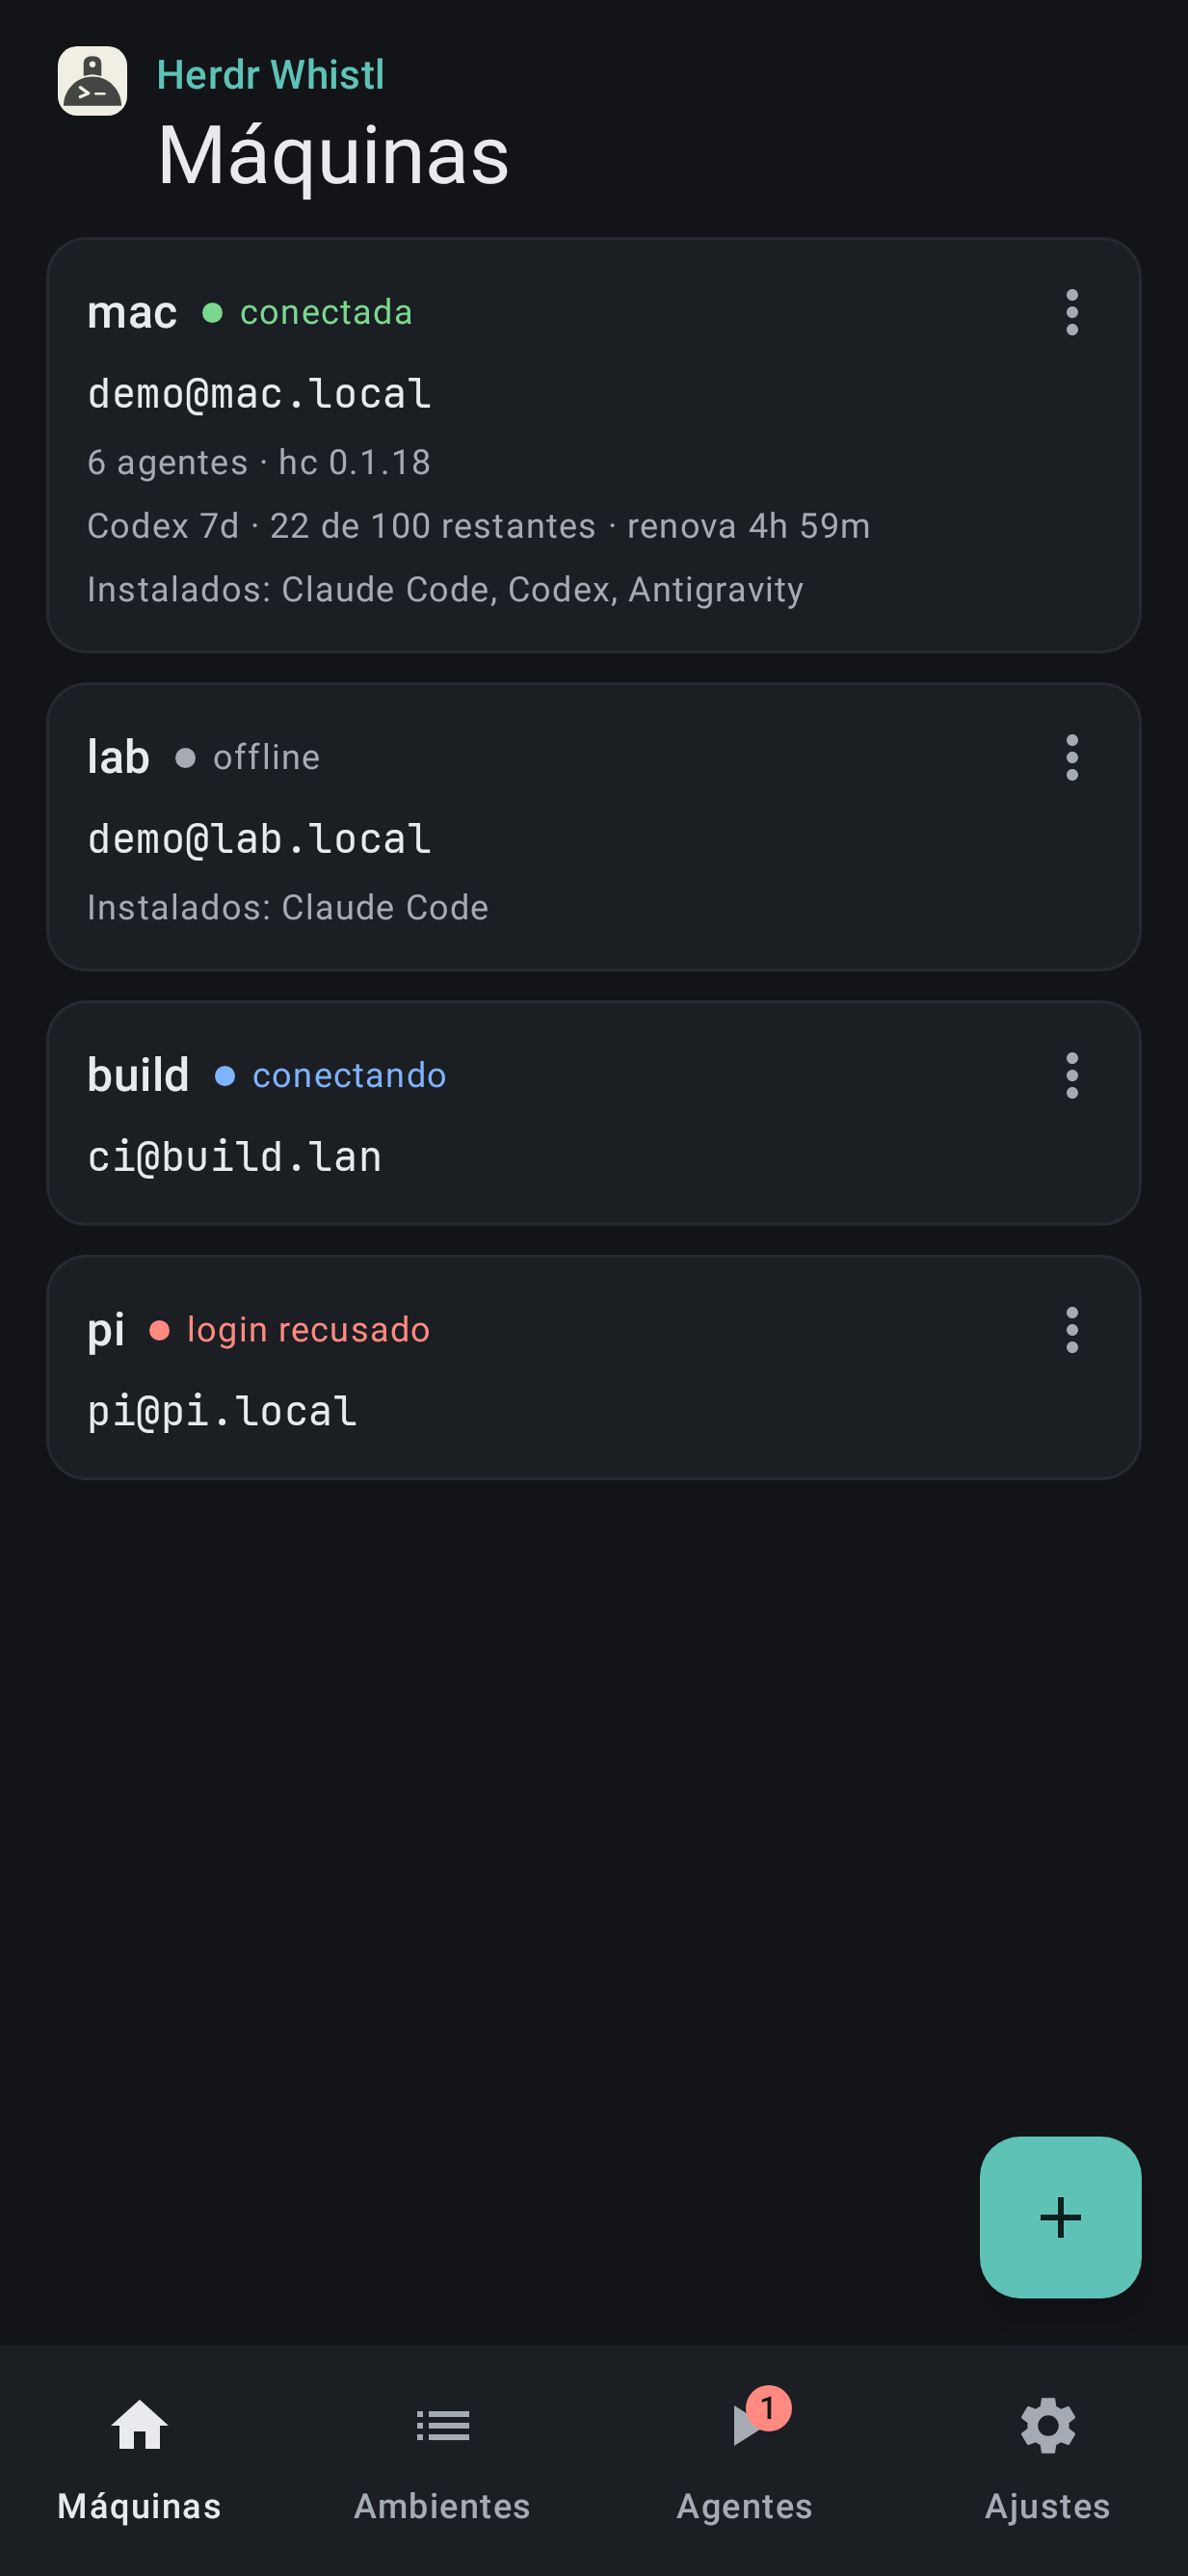 Herdr Whistl
Máquinas
mac conectada
demo@mac.local
6 agentes · hc 0.1.18
Codex 7d · 22 de 100 restantes · renova 4h 59m
Instalados: Claude Code, Codex, Antigravity
lab offline
demo@lab.local
Instalados: Claude Code
build conectando
ci@build.lan
pi login recusado
pi@pi.local
1
Máquinas Ambientes Agentes Ajustes